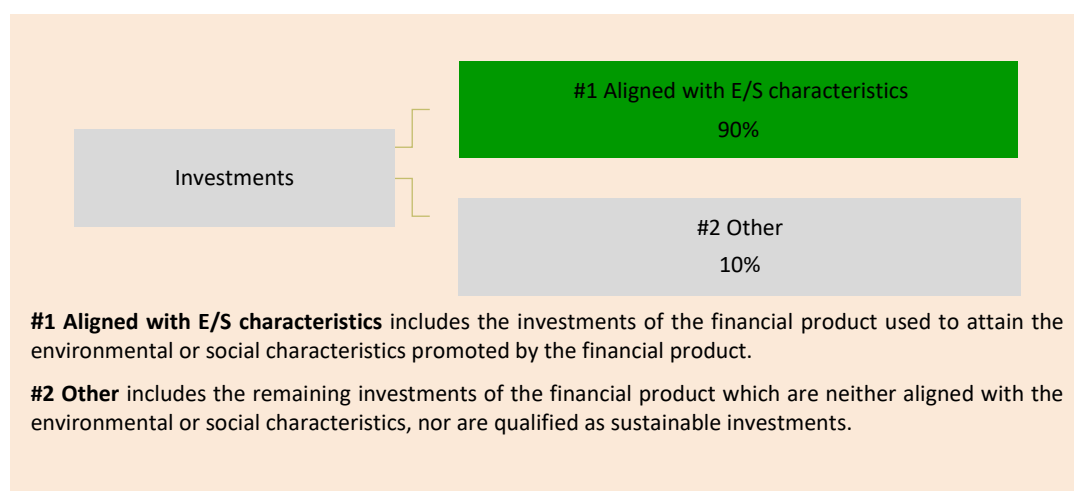 #1 Aligned with E/S characteristics
90%
Investments
#2 Other
10%
#1 Aligned with E/S characteristics includes the investments of the financial product used to attain the
environmental or social characteristics promoted by the financial product.
#2 Other includes the remaining investments of the financial product which are neither aligned with the
environmental or social characteristics, nor are qualified as sustainable investments.